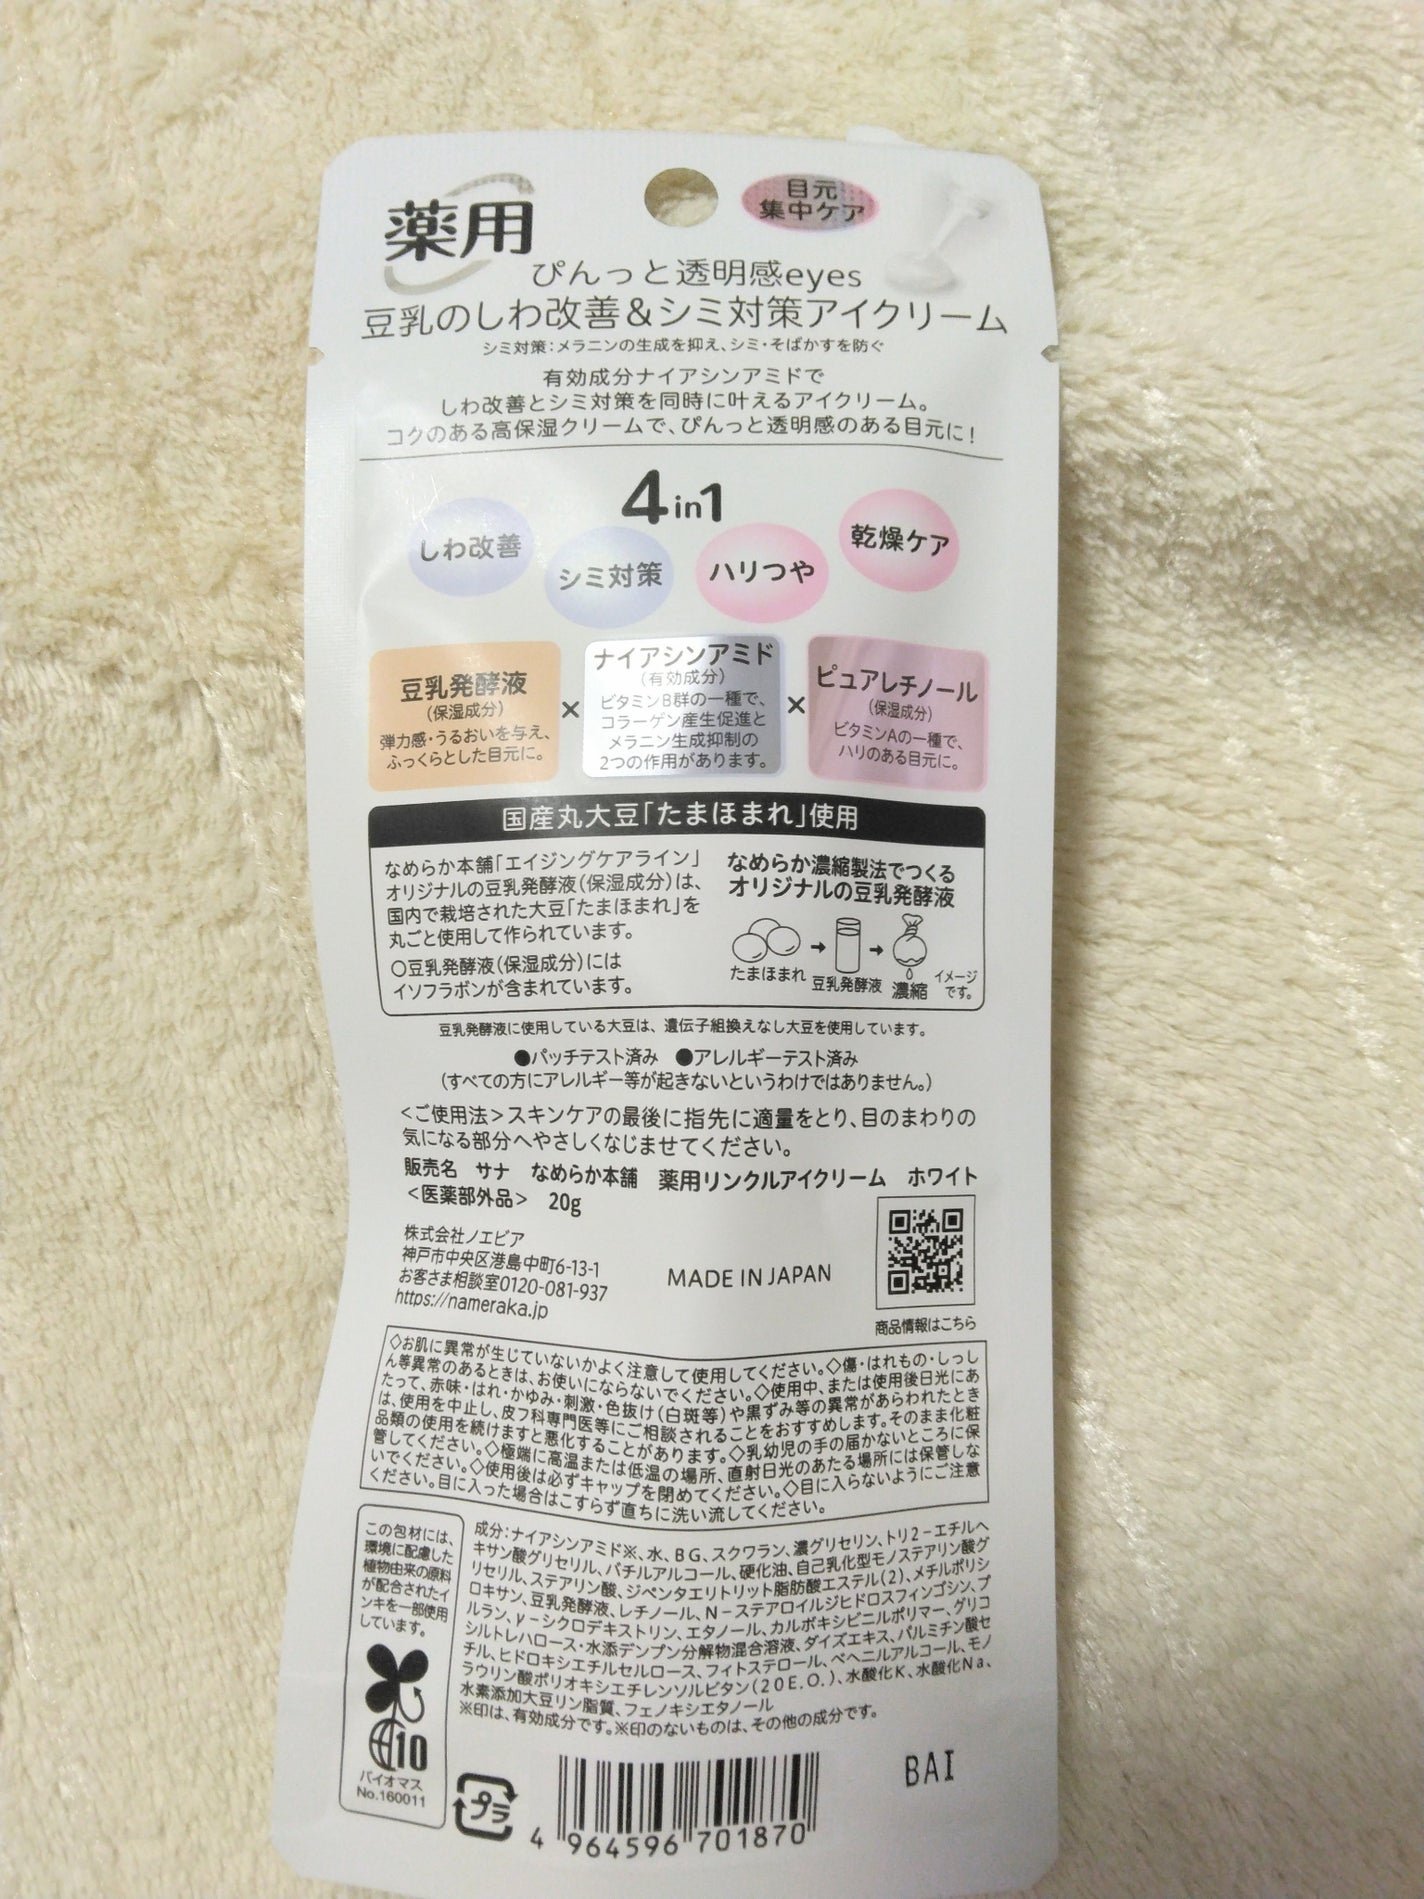 薬用
目元
集中ケア
ぴんっと透明感eyes
豆乳のしわ改善&シミ対策アイクリーム
シミ対策:メラニンの生成を抑え、シミ・そばかすを防ぐ
有効成分ナイアシンアミドで
しわ改善とシミ対策を同時に叶えるアイクリーム。
コクのある高保湿クリームで、ぴんっと透明感のある目元に!
4in1
しわ改善
シミ対策
ハリつや
乾燥ケア
豆乳発酵液
(保湿成分)
弾力感・うるおいを与え、
ふっくらとした目元に。
×
ナイアシンアミド
(有効成分)
ビタミンB群の一種で、
コラーゲン産生促進と
メラニン生成抑制の
2つの作用があります。
×
ピュアレチノール
(保湿成分)
ビタミンAの一種で、
ハリのある目元に。
国産丸大豆「たまほまれ」使用
なめらか本舗「エイジングケアライン」
オリジナルの豆乳発酵液(保湿成分)は、
国内で栽培された大豆「たまほまれ」を
丸ごと使用して作られています。
○豆乳発酵液(保湿成分)には
イソフラボンが含まれています。
なめらか濃縮製法でつくる
オリジナルの豆乳発酵液
たまほまれ
豆乳発酵液
濃縮
イメージ
です。
豆乳発酵液に使用している大豆は、遺伝子組換えなし大豆を使用しています。
●パッチテスト済み ●アレルギーテスト済み
(すべての方にアレルギー等が起きないというわけではありません。)
<ご使用法>スキンケアの最後に指先に適量をとり、目のまわりの
気になる部分へやさしくなじませてください。
販売名 サナ なめらか本舗 薬用リンクルアイクリーム ホワイト
<医薬部外品> 20g
株式会社ノエビア
神戸市中央区港島中町6-13-1
お客さま相談室0120-081-937
https://nameraka.jp
MADE IN JAPAN
商品情報はこちら
◇お肌に異常が生じていないかよく注意して使用してください。◇傷・はれもの・しっし
ん等異常のあるときは、お使いにならないでください。◇使用中、または使用後日光にあ
たって、赤味・はれ・かゆみ・刺激・色抜け(白斑等)や黒ずみ等の異常があらわれたとき
は、使用を中止し、皮フ科専門医等にご相談されることをおすすめします。そのまま化粧
品類の使用を続けますと悪化することがあります。◇乳幼児の手の届かないところに保
管してください。◇極端に高温または低温の場所、直射日光のあたる場所には保管しな
いでください。◇使用後は必ずキャップを閉めてください。◇目に入らないようにご注意
ください。目に入った場合はこすらず直ちに洗い流してください。
この包材には、
環境に配慮した
植物由来の原料
が配合されたイ
ンキを一部使用
しています。
10
バイオマス
No.160011
成分:ナイアシンアミド※、水、BG、スクワラン、濃グリセリン、トリ2-エチルヘ
キサン酸グリセリル、バチルアルコール、硬化油、自己乳化型モノステアリン酸グ
リセリル、ステアリン酸、ジペンタエリトリット脂肪酸エステル(2)、メチルポリシ
ロキサン、豆乳発酵液、レチノール、N-ステアロイルジヒドロスフィンゴシン、プ
ルラン、γ-シクロデキストリン、エタノール、カルボキシビニルポリマー、グリコ
シルトレハロース・水添デンプン分解物混合溶液、ダイズエキス、パルミチン酸セ
チル、ヒドロキシエチルセルロース、フィトステロール、ベヘニルアルコール、モノ
ラウリン酸ポリオキシエチレンソルビタン(20E.O.)、水酸化K、水酸化Na、
水素添加大豆リン脂質、フェノキシエタノール
※印は、有効成分です。※印のないものは、その他の成分です。
プラ
4 964596 701870
BAI